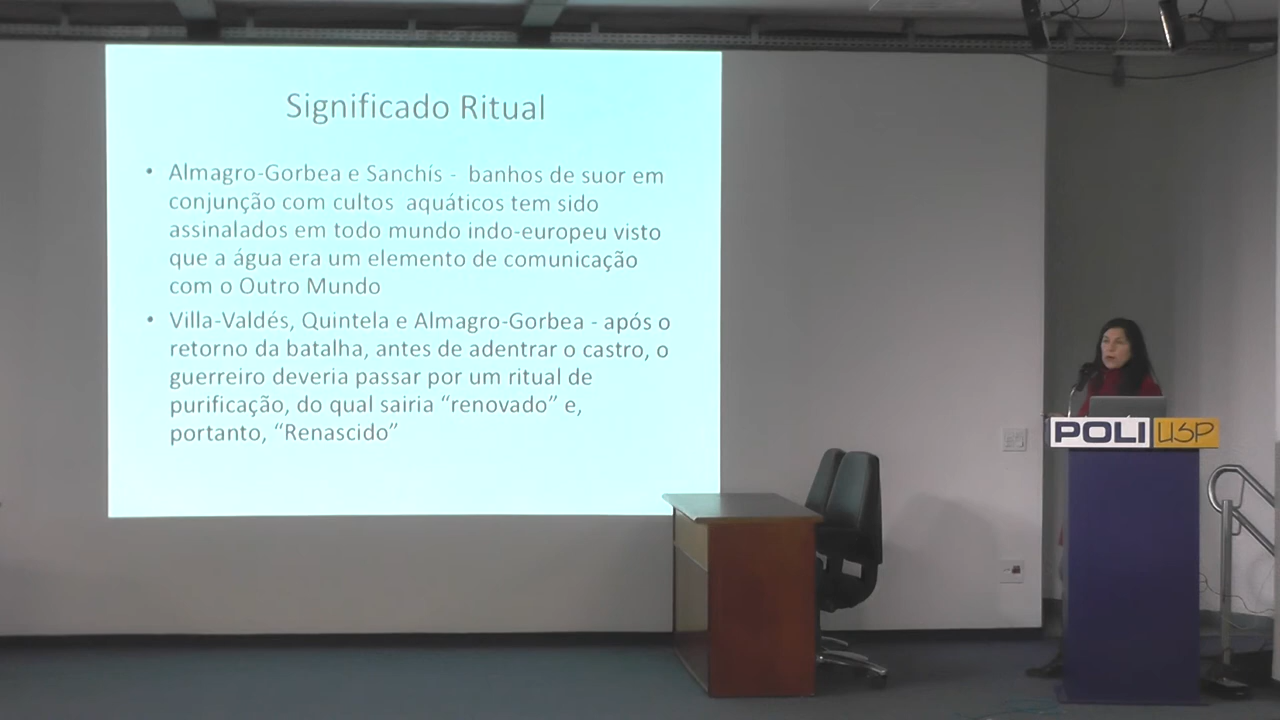 Significado Ritual
• Almagro-Gorbea e Sanchís - banhos de suor em
conjunção com cultos aquáticos tem sido
assinalados em todo mundo indo-europeu visto
que a água era um elemento de comunicação
com o Outro Mundo
• Villa-Valdés, Quintela e Almagro-Gorbea - após o
retorno da batalha, antes de adentrar o castro, o
guerreiro deveria passar por um ritual de
purificação, do qual sairia “renovado” e,
portanto, “Renascido”
POLI USP